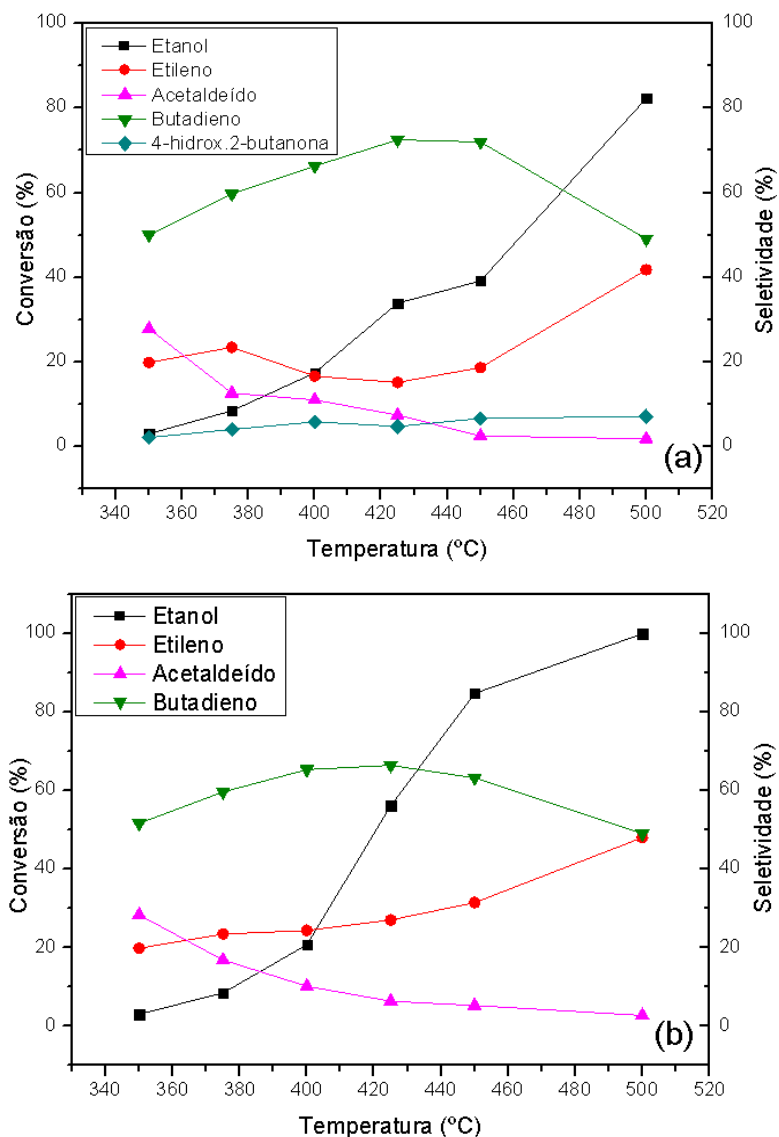 100
80
60
40
20
0
Conversão (%)
Etanol
Etileno
Acetaldeído
Butadieno
4-hidrox.2-butanona
(a)
100
80
60
40
20
0
Seletividade (%)
340 360 380 400 420 440 460 480 500 520
Temperatura (ºC)
100
80
60
40
20
0
Conversão (%)
Etanol
Etileno
Acetaldeído
Butadieno
(b)
100
80
60
40
20
0
Seletividade (%)
340 360 380 400 420 440 460 480 500 520
Temperatura (ºC)